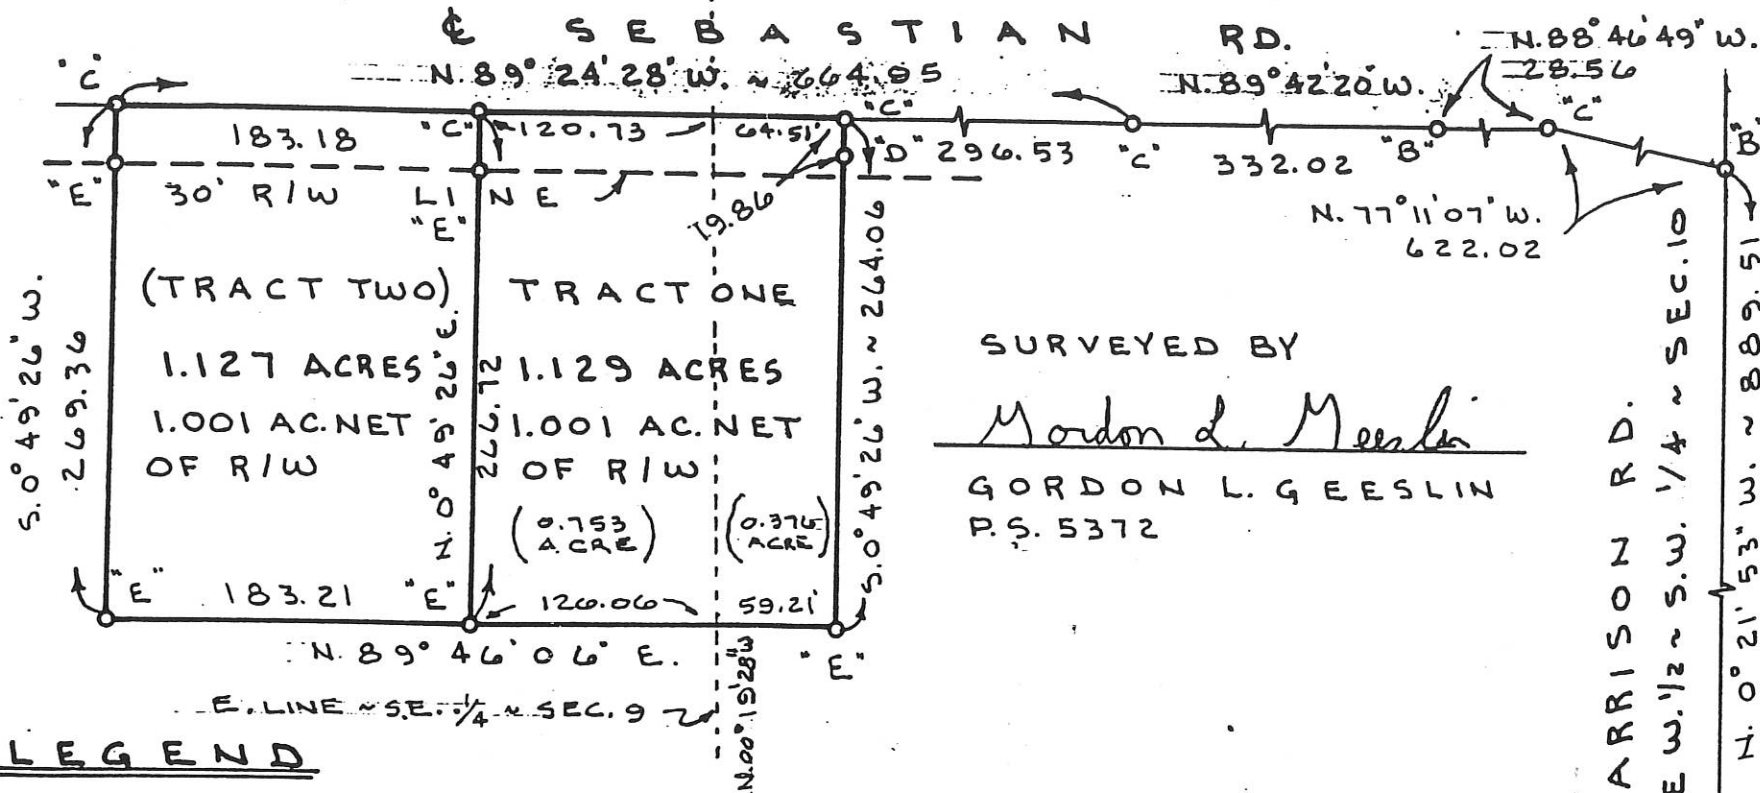 ℄ SEBASTIAN RD.
N. 89° 24' 28" W. ~ 664.95
N. 89° 42' 20" W.
N. 88° 46' 49" W.
28.56
"C"
183.18
"C"
120.73
64.51'
"C"
"D"
296.53
"C"
332.02
"B"
"C"
"B"
"E"
30' R/W LINE
"E"
19.86
N. 77° 11' 07" W.
622.02
S. 0° 49' 26" W.
269.36
(TRACT TWO)
1.127 ACRES
1.001 AC. NET
OF R/W
N. 0° 49' 26" E.
266.72
TRACT ONE
1.129 ACRES
1.001 AC. NET
OF R/W
(0.753
ACRE)
(0.376
ACRE)
S. 0° 49' 26" W. ~ 264.06
SURVEYED BY
Gordon L. Geeslin
GORDON L. GEESLIN
P.S. 5372
"E"
183.21
"E"
126.06
59.21'
"E"
N. 89° 46' 06" E.
E. LINE ~ S.E. 1/4 ~ SEC. 9
N. 00° 19' 28" W
LEGEND
ARRISON RD.
E W. 1/2 ~ S.W. 1/4 ~ SEC. 10
N. 0° 21' 53" W. ~ 889.51